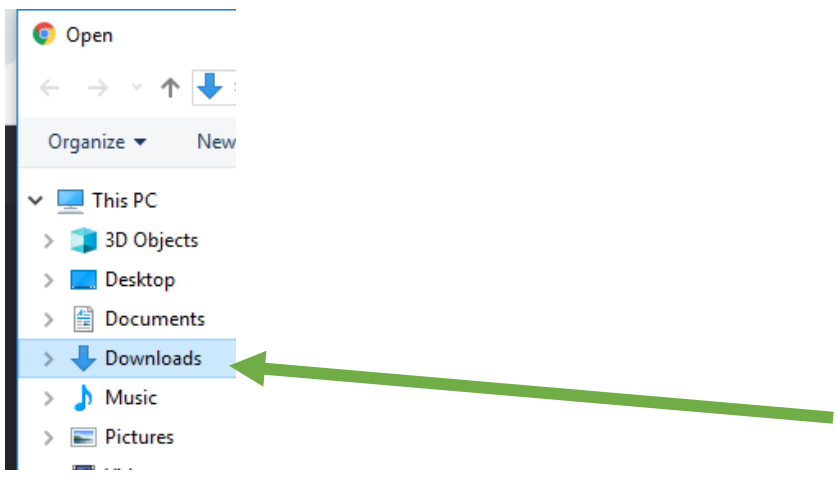 Open
Organize New
This PC
3D Objects
Desktop
Documents
Downloads
Music
Pictures